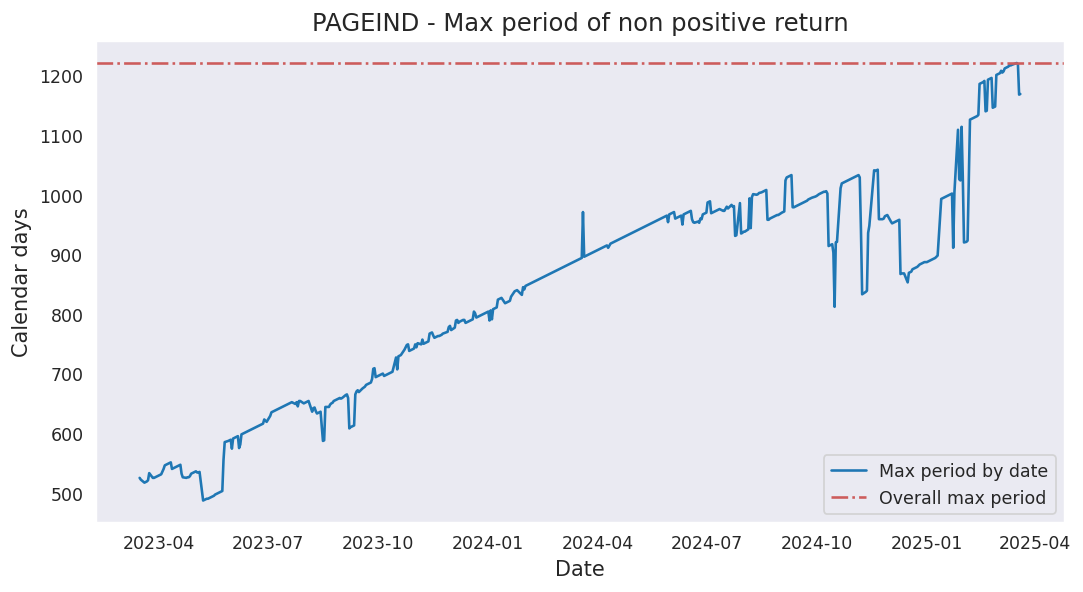 PAGEIND - Max period of non positive return
Calendar days
1200
1100
1000
900
800
700
600
500
2023-04 2023-07 2023-10 2024-01 2024-04 2024-07 2024-10 2025-01 2025-04
Date
Max period by date
Overall max period